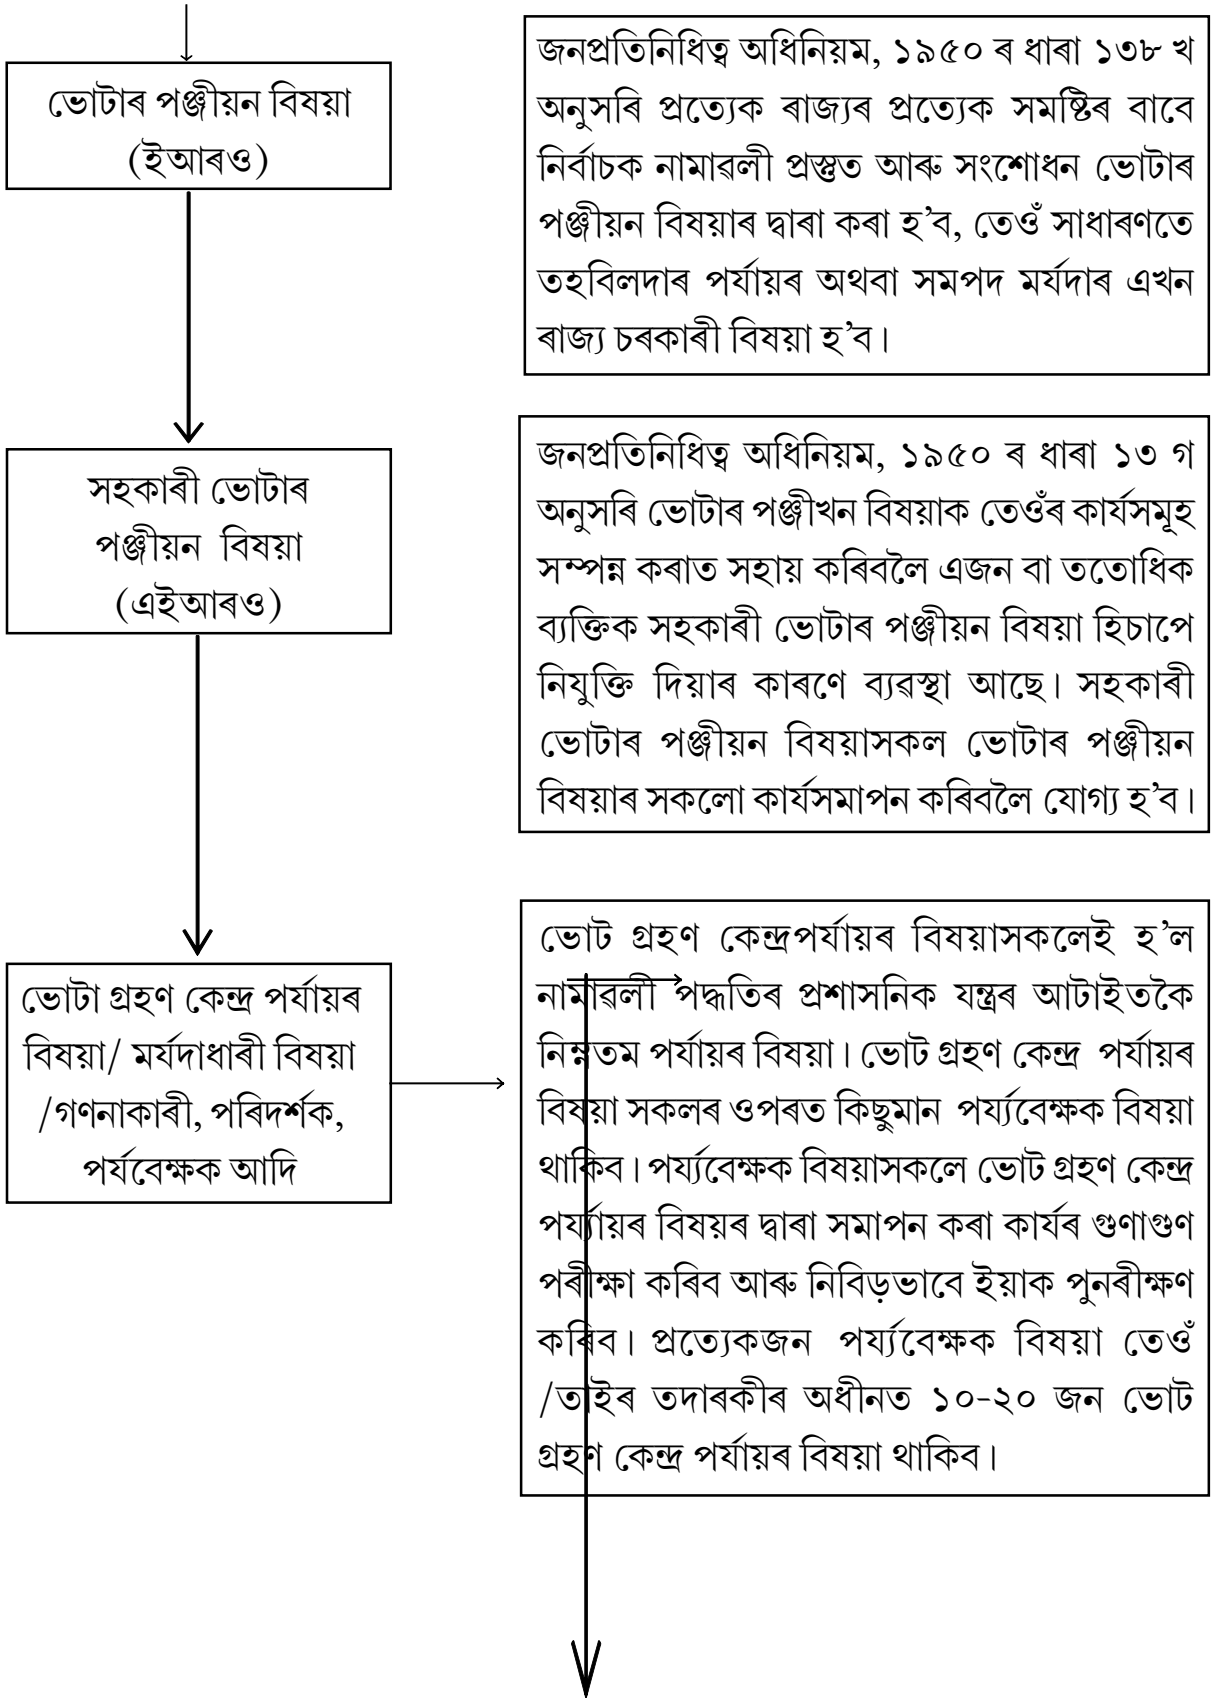 ভোটাৰ পঞ্জীয়ন বিষয়া
(ইআৰও)
জনপ্ৰতিনিধিত্ব অধিনিয়ম, ১৯৫০ ৰ ধাৰা ১৩৮ খ
অনুসৰি প্ৰত্যেক ৰাজ্যৰ প্ৰত্যেক সমষ্টিৰ বাবে
নিৰ্বাচক নামাৱলী প্ৰস্তুত আৰু সংশোধন ভোটাৰ
পঞ্জীয়ন বিষয়াৰ দ্বাৰা কৰা হ’ব, তেওঁ সাধাৰণতে
তহবিলদাৰ পৰ্যায়ৰ অথবা সমপদ মৰ্যদাৰ এখন
ৰাজ্য চৰকাৰী বিষয়া হ’ব।
সহকাৰী ভোটাৰ
পঞ্জীয়ন বিষয়া
(এইআৰও)
জনপ্ৰতিনিধিত্ব অধিনিয়ম, ১৯৫০ ৰ ধাৰা ১৩ গ
অনুসৰি ভোটাৰ পঞ্জীখন বিষয়াক তেওঁৰ কাৰ্যসমূহ
সম্পন্ন কৰাত সহায় কৰিবলৈ এজন বা ততোধিক
ব্যক্তিক সহকাৰী ভোটাৰ পঞ্জীয়ন বিষয়া হিচাপে
নিযুক্তি দিয়াৰ কাৰণে ব্যৱস্থা আছে। সহকাৰী
ভোটাৰ পঞ্জীয়ন বিষয়াসকল ভোটাৰ পঞ্জীয়ন
বিষয়াৰ সকলো কাৰ্যসমাপন কৰিবলৈ যোগ্য হ’ব।
ভোটা গ্ৰহণ কেন্দ্ৰ পৰ্যায়ৰ
বিষয়া/ মৰ্যদাধাৰী বিষয়া
/গণনাকাৰী, পৰিদৰ্শক,
পৰ্যবেক্ষক আদি
ভোট গ্ৰহণ কেন্দ্ৰপৰ্যায়ৰ বিষয়াসকলেই হ’ল
নামাৱলী পদ্ধতিৰ প্ৰশাসনিক যন্ত্ৰৰ আটাইতকৈ
নিম্নতম পৰ্যায়ৰ বিষয়া। ভোট গ্ৰহণ কেন্দ্ৰ পৰ্যায়ৰ
বিষয়া সকলৰ ওপৰত কিছুমান পৰ্য্যবেক্ষক বিষয়া
থাকিব। পৰ্য্যবেক্ষক বিষয়াসকলে ভোট গ্ৰহণ কেন্দ্ৰ
পৰ্য্যায়ৰ বিষয়ৰ দ্বাৰা সমাপন কৰা কাৰ্যৰ গুণাগুণ
পৰীক্ষা কৰিব আৰু নিবিড়ভাবে ইয়াক পুনৰীক্ষণ
কৰিব। প্ৰত্যেকজন পৰ্য্যবেক্ষক বিষয়া তেওঁ
/তাইৰ তদাৰকীৰ অধীনত ১০-২০ জন ভোট
গ্ৰহণ কেন্দ্ৰ পৰ্যায়ৰ বিষয়া থাকিব।